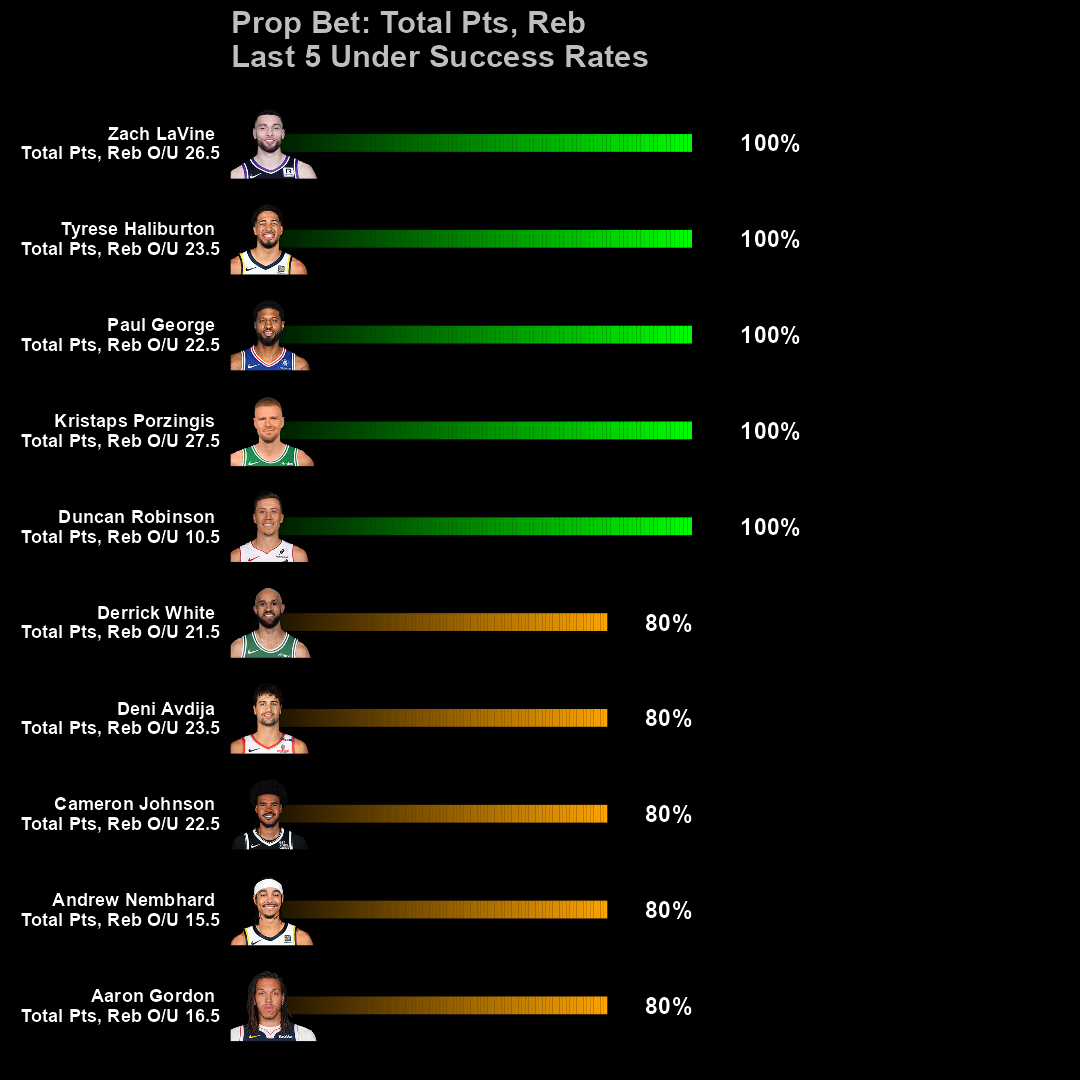 Prop Bet: Total Pts, Reb
Last 5 Under Success Rates
Zach LaVine
Total Pts, Reb O/U 26.5
100%
Tyrese Haliburton
Total Pts, Reb O/U 23.5
100%
Paul George
Total Pts, Reb O/U 22.5
100%
Kristaps Porzingis
Total Pts, Reb O/U 27.5
100%
Duncan Robinson
Total Pts, Reb O/U 10.5
100%
Derrick White
Total Pts, Reb O/U 21.5
80%
Deni Avdija
Total Pts, Reb O/U 23.5
80%
Cameron Johnson
Total Pts, Reb O/U 22.5
80%
Andrew Nembhard
Total Pts, Reb O/U 15.5
80%
Aaron Gordon
Total Pts, Reb O/U 16.5
80%